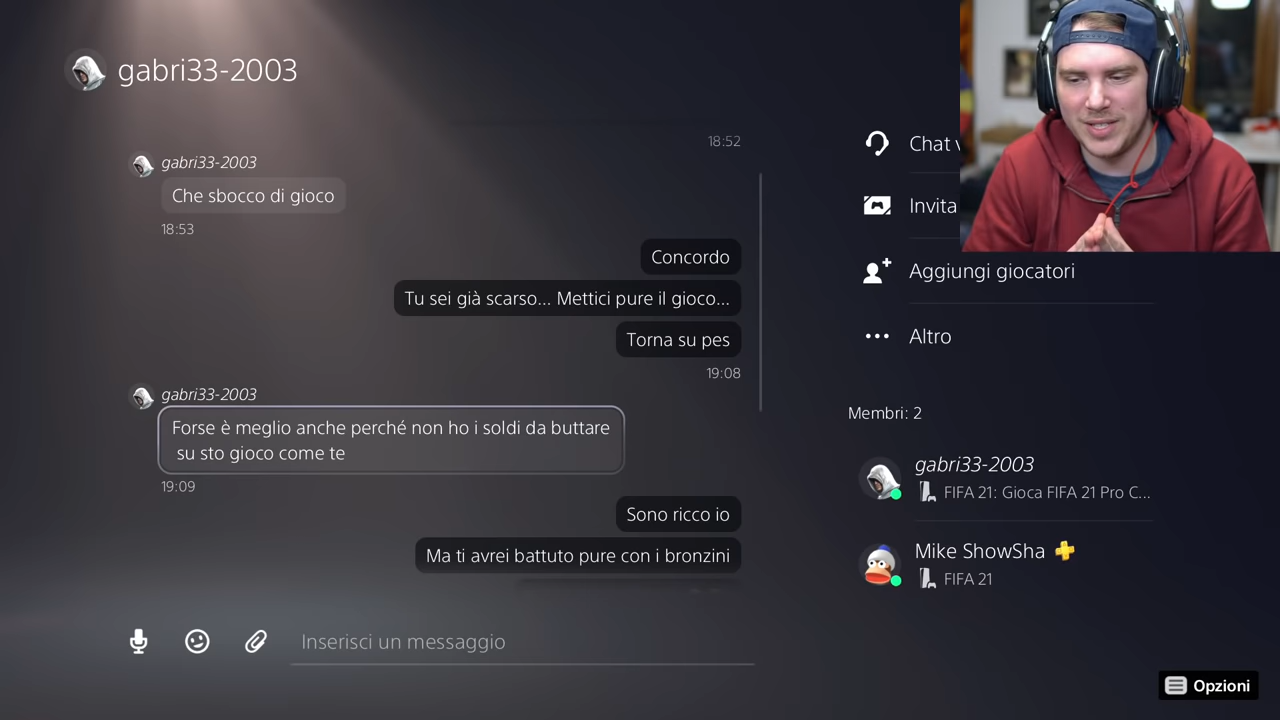 gabri33-2003
18:52
gabri33-2003
Che sbocco di gioco
18:53
Concordo
Tu sei già scarso... Mettici pure il gioco...
Torna su pes
19:08
gabri33-2003
Forse è meglio anche perché non ho i soldi da buttare
su sto gioco come te
19:09
Sono ricco io
Ma ti avrei battuto pure con i bronzini
Inserisci un messaggio
Chat
Invita
Aggiungi giocatori
Altro
Membri: 2
gabri33-2003
FIFA 21: Gioca FIFA 21 Pro C...
Mike ShowSha
FIFA 21
Opzioni